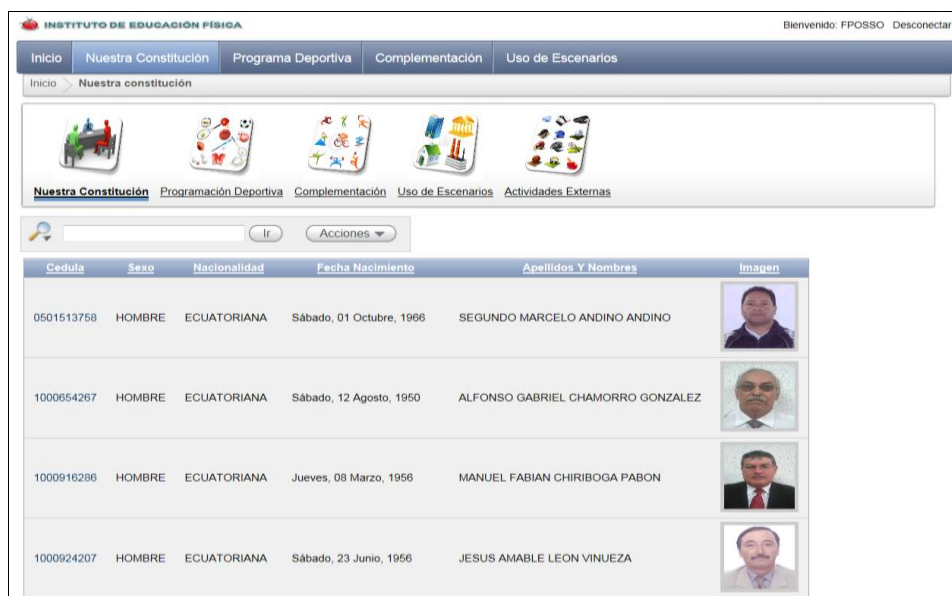 INSTITUTO DE EDUCACIÓN FÍSICA
Bienvenido: FPOSSO Desconectar
Inicio Nuestra Constitución Programa Deportiva Complementación Uso de Escenarios
Inicio Nuestra constitución
Nuestra Constitución Programación Deportiva Complementación Uso de Escenarios Actividades Externas
Ir Acciones
Cedula Sexo Nacionalidad Fecha Nacimiento Apellidos Y Nombres Imagen
0501513758 HOMBRE ECUATORIANA Sábado, 01 Octubre, 1966 SEGUNDO MARCELO ANDINO ANDINO
1000654267 HOMBRE ECUATORIANA Sábado, 12 Agosto, 1950 ALFONSO GABRIEL CHAMORRO GONZALEZ
1000916286 HOMBRE ECUATORIANA Jueves, 08 Marzo, 1956 MANUEL FABIAN CHIRIBOGA PABON
1000924207 HOMBRE ECUATORIANA Sábado, 23 Junio, 1956 JESUS AMABLE LEON VINUEZA